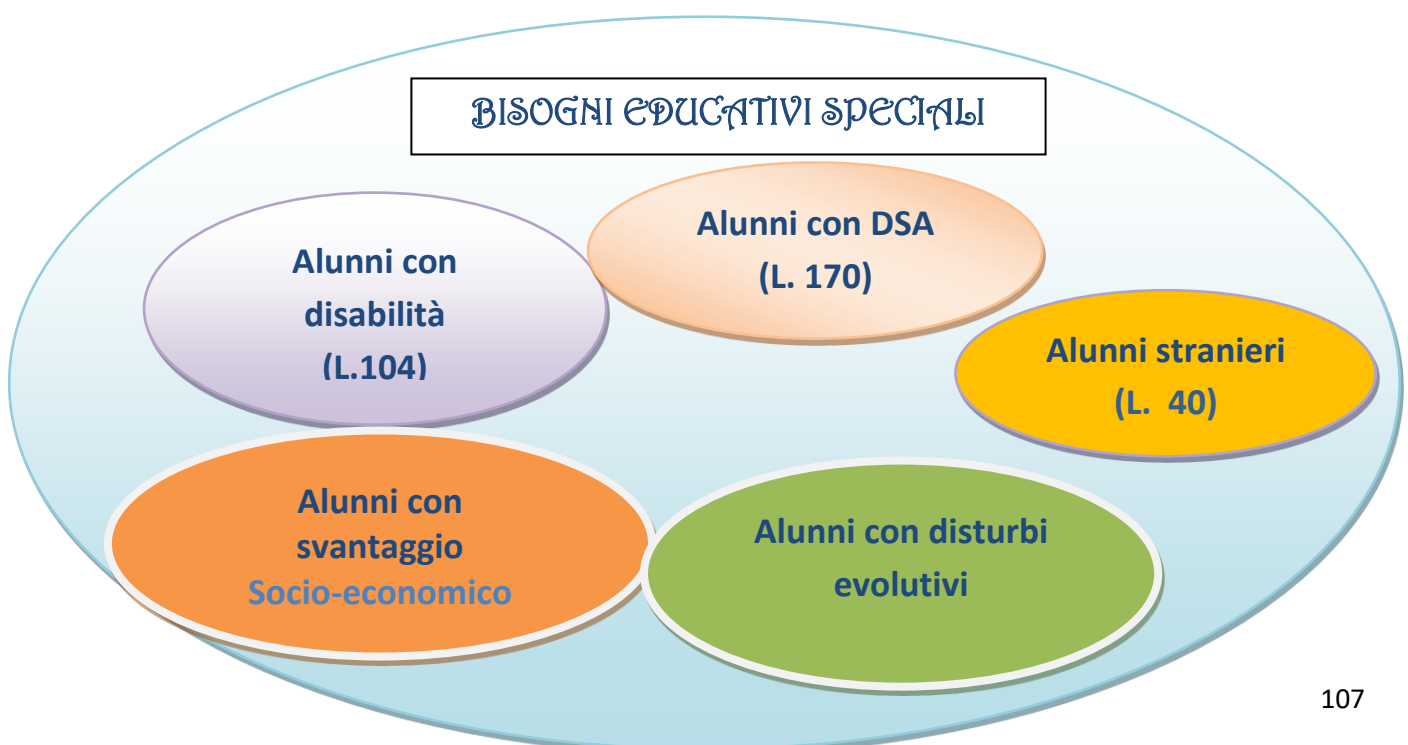 BISOGNI EDUCATIVI SPECIALI
Alunni con DSA
(L. 170)
Alunni con
disabilità
(L.104)
Alunni stranieri
(L.  40)
Alunni con
svantaggio
Socio-economico
Alunni con disturbi
evolutivi
107